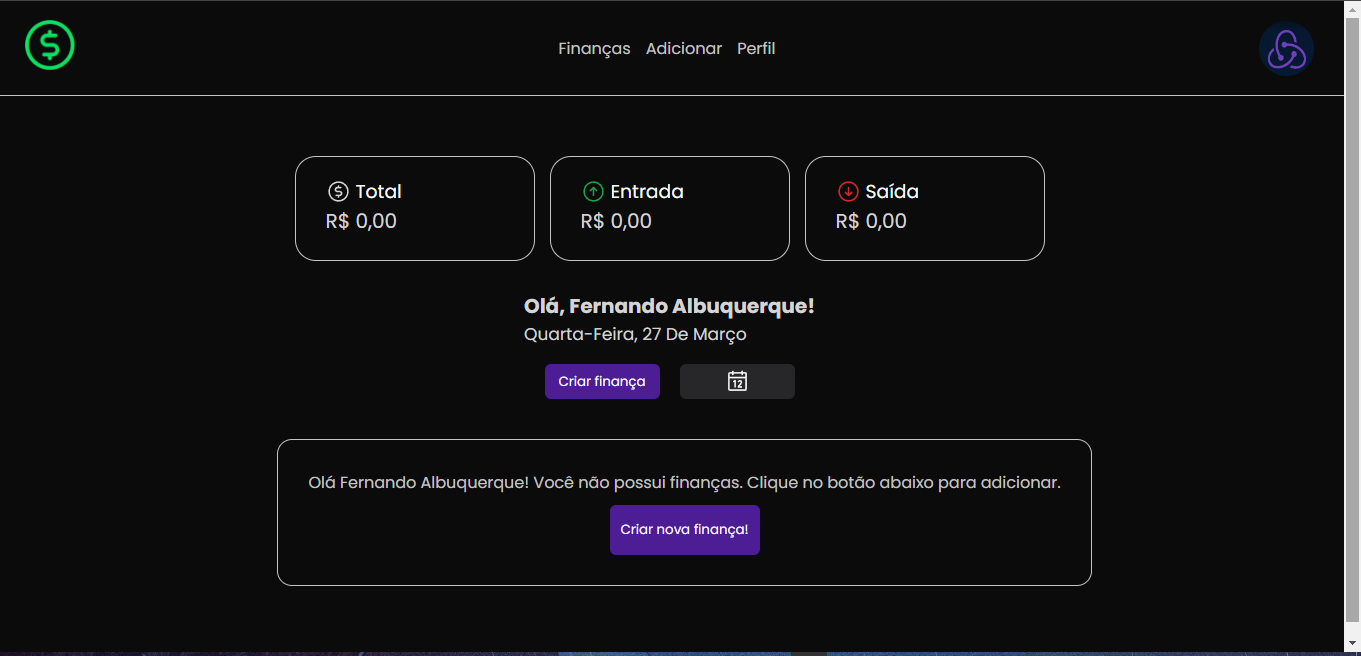 Finanças Adicionar Perfil
Total
R$ 0,00
Entrada
R$ 0,00
Saída
R$ 0,00
Olá, Fernando Albuquerque!
Quarta-Feira, 27 De Março
Criar finança
12
Olá Fernando Albuquerque! Você não possui finanças. Clique no botão abaixo para adicionar.
Criar nova finança!